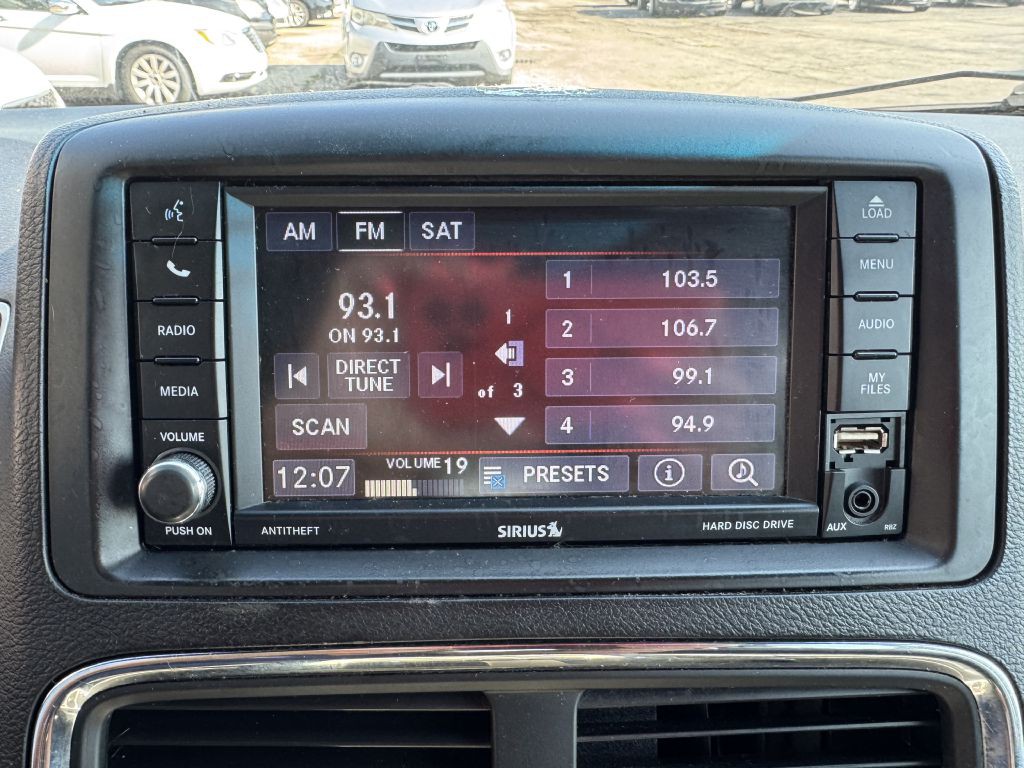 AM FM SAT
93.1
ON 93.1
DIRECT
TUNE
SCAN
12:07
VOLUME 19
1
of 3
1 103.5
2 106.7
3 99.1
4 94.9
PRESETS
i
RADIO
MEDIA
VOLUME
PUSH ON
LOAD
MENU
AUDIO
MY
FILES
AUX
RBZ
ANTITHEFT
SIRIUS
HARD DISC DRIVE